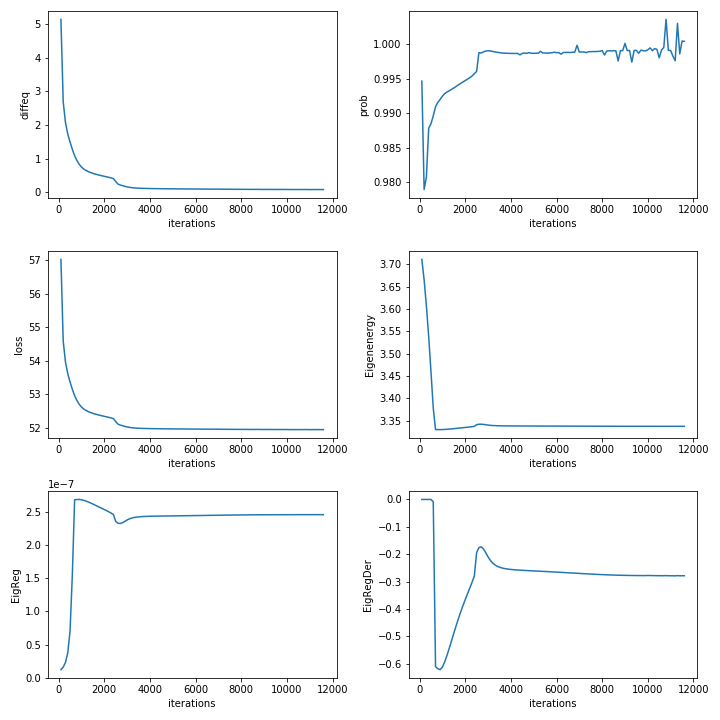 diffeq
5
4
3
2
1
0
0 2000 4000 6000 8000 10000 12000
iterations
prob
1.000
0.995
0.990
0.985
0.980
0 2000 4000 6000 8000 10000 12000
iterations
loss
57
56
55
54
53
52
0 2000 4000 6000 8000 10000 12000
iterations
Eigenenergy
3.70
3.65
3.60
3.55
3.50
3.45
3.40
3.35
0 2000 4000 6000 8000 10000 12000
iterations
1e−7
EigReg
2.5
2.0
1.5
1.0
0.5
0.0
0 2000 4000 6000 8000 10000 12000
iterations
EigRegDer
0.0
−0.1
−0.2
−0.3
−0.4
−0.5
−0.6
0 2000 4000 6000 8000 10000 12000
iterations